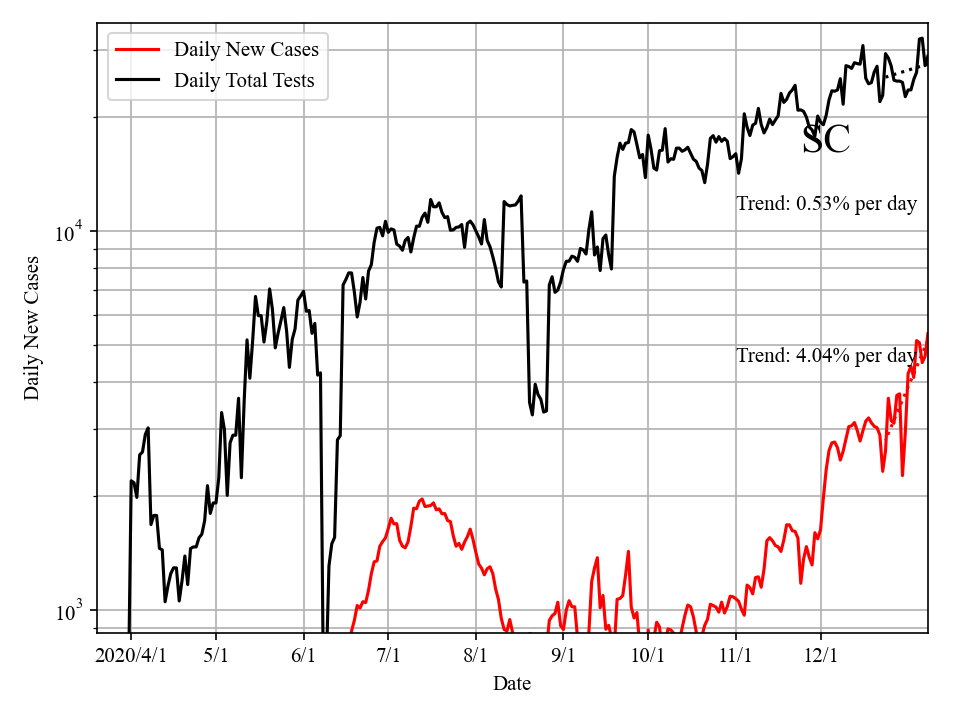 Daily New Cases
Daily Total Tests
SC
Trend: 0.53% per day
Trend: 4.04% per day
Daily New Cases
10^4
10^3
2020/4/1 5/1 6/1 7/1 8/1 9/1 10/1 11/1 12/1
Date